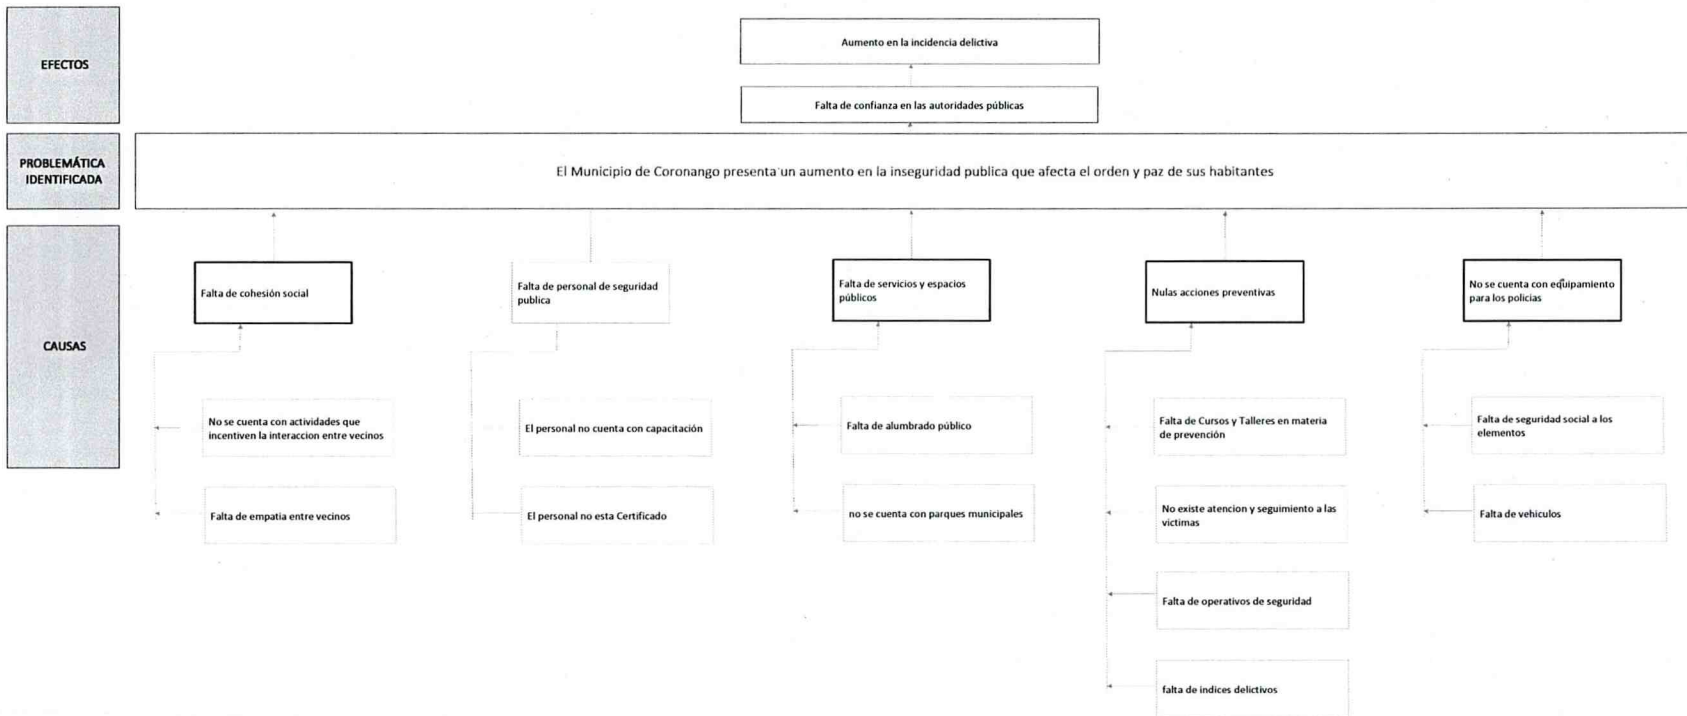 EFECTOS
Aumento en la incidencia delictiva
Falta de confianza en las autoridades públicas
PROBLEMÁTICA
IDENTIFICADA
El Municipio de Coronango presenta un aumento en la inseguridad publica que afecta el orden y paz de sus habitantes
CAUSAS
Falta de cohesión social
Falta de personal de seguridad
publica
Falta de servicios y espacios
públicos
Nulas acciones preventivas
No se cuenta con equipamiento
para los policias
No se cuenta con actividades que
incentiven la interaccion entre vecinos
El personal no cuenta con capacitación
Falta de alumbrado público
Falta de Cursos y Talleres en materia
de prevención
Falta de seguridad social a los
elementos
Falta de empatia entre vecinos
El personal no esta Certificado
no se cuenta con parques municipales
No existe atencion y seguimiento a las
victimas
Falta de vehiculos
Falta de operativos de seguridad
falta de indices delictivos